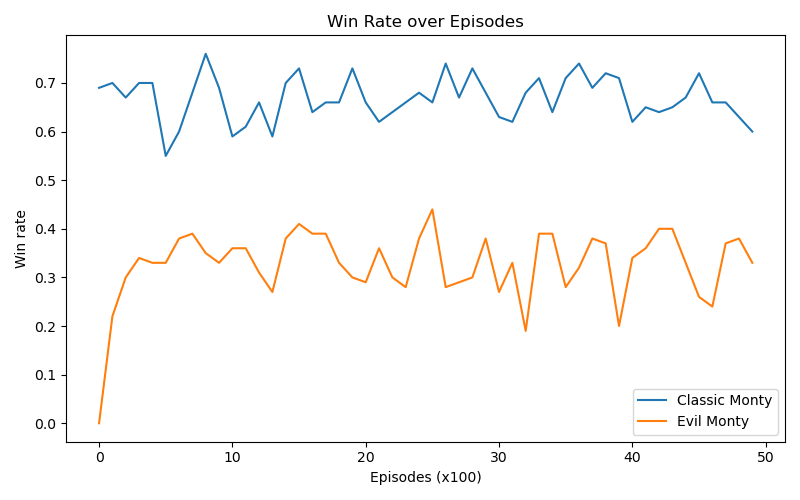 Win Rate over Episodes
Win rate
0.7
0.6
0.5
0.4
0.3
0.2
0.1
0.0
0 10 20 30 40 50
Episodes (x100)
Classic Monty
Evil Monty